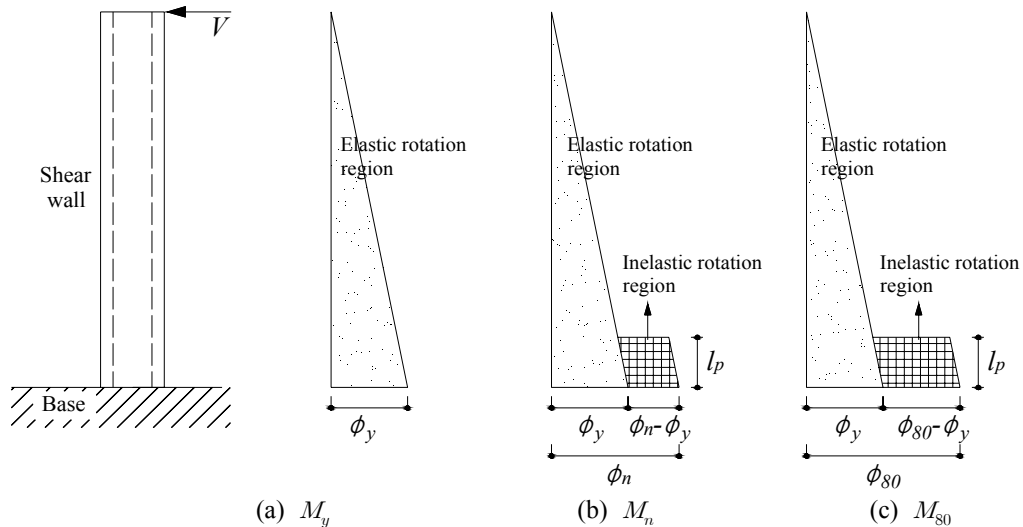 V
Shear
wall
Base
Elastic rotation
region
ϕy
Elastic rotation
region
Inelastic rotation
region
lp
ϕy
ϕn-ϕy
ϕn
Elastic rotation
region
Inelastic rotation
region
lp
ϕy
ϕ80-ϕy
ϕ80
(a) My
(b) Mn
(c) M80